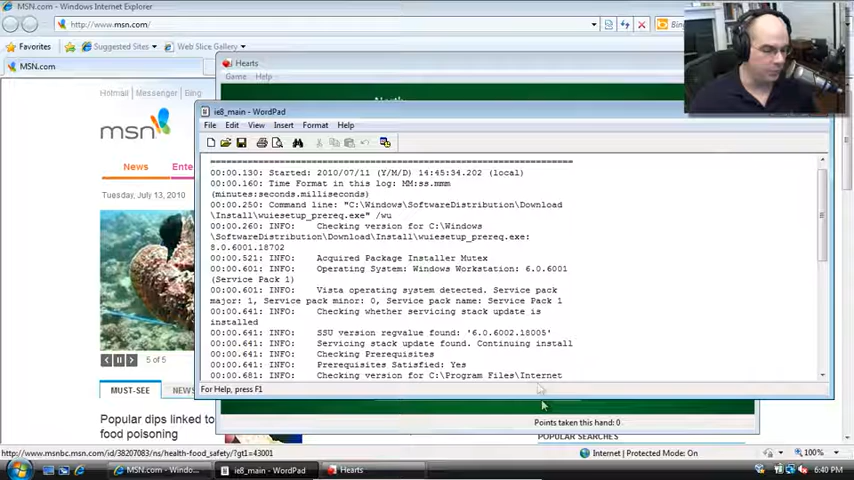 MSN.com - Windows Internet Explorer
http://www.msn.com/
Bing
Favorites
Suggested Sites
Web Slice Gallery
MSN.com
Hotmail
Messenger
Bing
msn
News
Tuesday, July 13, 2010
5 of 5
MUST-SEE
NEWS
Popular dips linked to
food poisoning
Hearts
Game Help
North
ie8_main - WordPad
File Edit View Insert Format Help
00:00.130: Started: 2010/07/11 (Y/M/D) 14:45:34.202 (local)
00:00.160: Time Format in this log: MM:ss.mmm
(minutes:seconds.milliseconds)
00:00.250: Command line: "C:\Windows\SoftwareDistribution\Download
\Install\wuiesetup_prereq.exe" /wu
00:00.260: INFO: Checking version for C:\Windows
\SoftwareDistribution\Download\Install\wuiesetup_prereq.exe:
8.0.6001.18702
00:00.521: INFO: Acquired Package Installer Mutex
00:00.601: INFO: Operating System: Windows Workstation: 6.0.6001
(Service Pack 1)
00:00.601: INFO: Vista operating system detected. Service pack
major: 1, Service pack minor: 0, Service pack name: Service Pack 1
00:00.641: INFO: Checking whether servicing stack update is
installed
00:00.641: INFO: SSU version regvalue found: '6.0.6002.18005'
00:00.641: INFO: Servicing stack update found. Continuing install
00:00.641: INFO: Checking Prerequisites
00:00.641: INFO: Prerequisites Satisfied: Yes
00:00.681: INFO: Checking version for C:\Program Files\Internet
For Help, press F1
Points taken this hand: 0
POPULAR SEARCHES
http://www.msnbc.msn.com/id/38207083/ns/health-food_safety/?gt1=43001
Internet | Protected Mode: On
100%
MSN.com - Windo...
ie8_main - WordPad
Hearts
6:40 PM